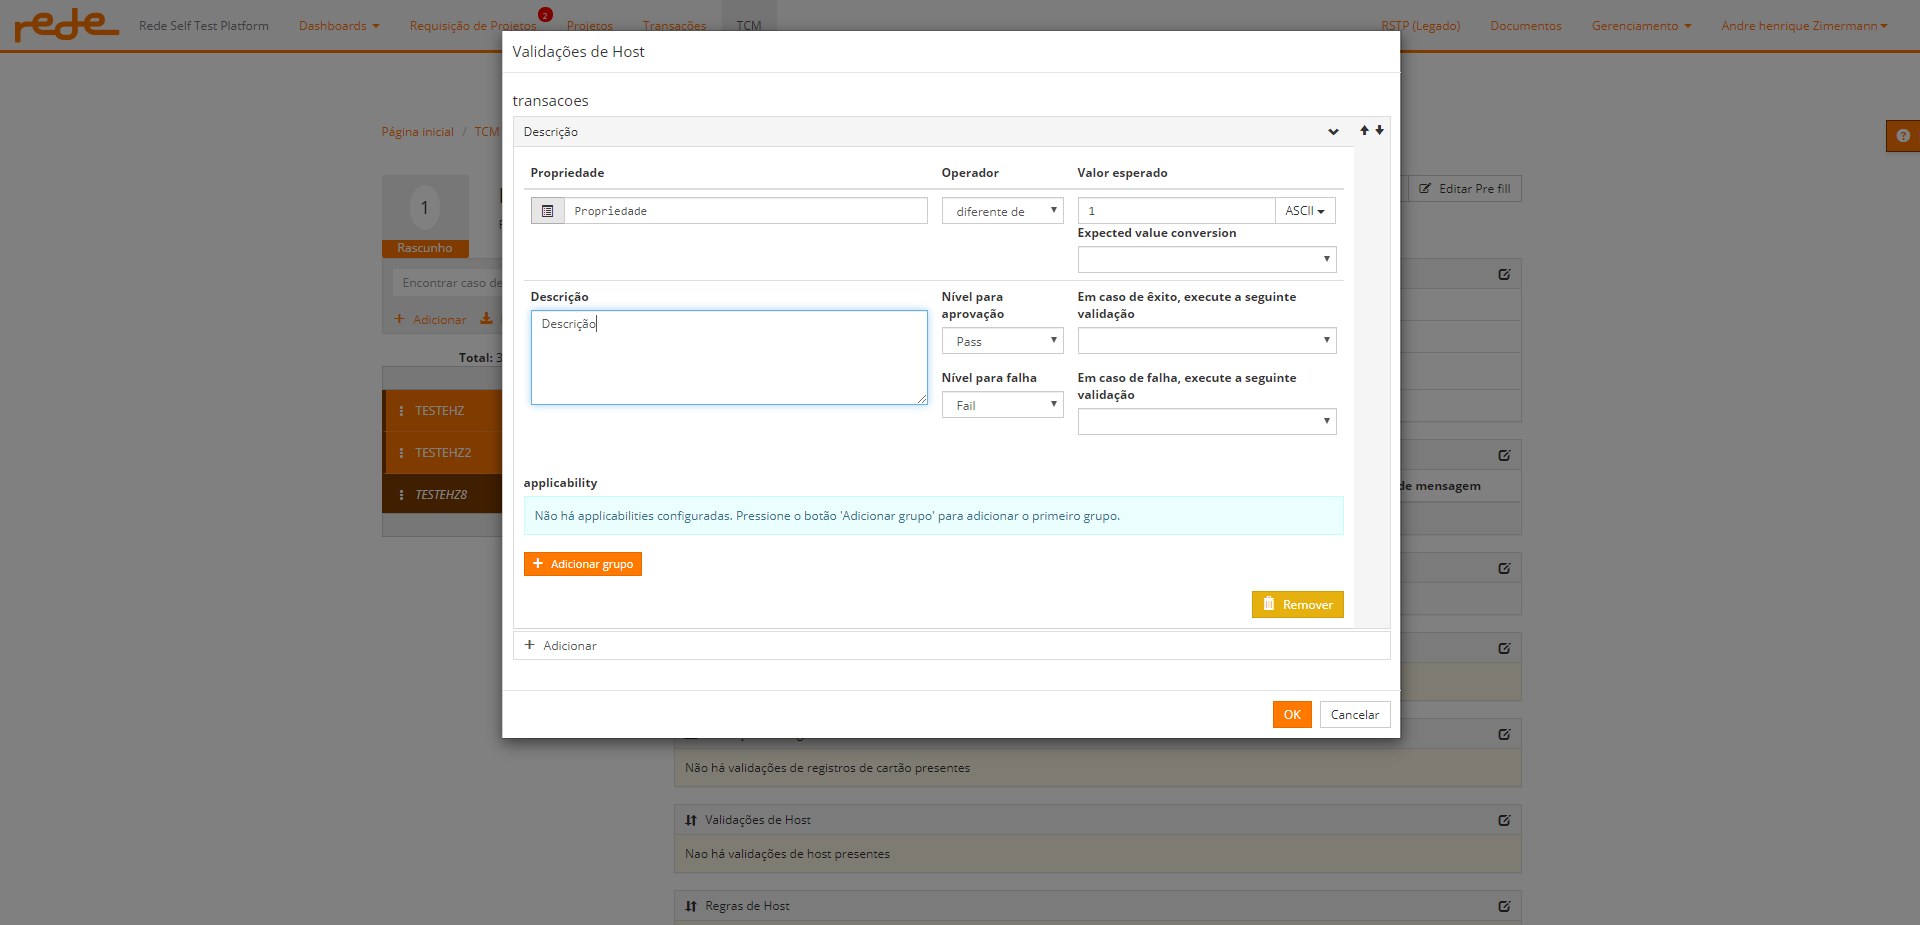 rede
Rede Self Test Platform
Dashboards
Requisição de Projetos
2
Projetos
Transações
TCM
RSTP (Legado)
Documentos
Gerenciamento
Andre henrique Zimermann
Página inicial / TCM
1
Rascunho
Editar Pre fill
Encontrar caso de
+ Adicionar
Total: 3
TESTEHZ
TESTEHZ2
TESTEHZ8
Validações de Host
transacoes
Descrição
Propriedade
Operador
Valor esperado
Propriedade
diferente de
1
ASCII
Expected value conversion
Descrição
Descrição
Nível para aprovação
Pass
Em caso de êxito, execute a seguinte validação
Nível para falha
Fail
Em caso de falha, execute a seguinte validação
applicability
Não há applicabilities configuradas. Pressione o botão 'Adicionar grupo' para adicionar o primeiro grupo.
+ Adicionar grupo
Remover
+ Adicionar
OK
Cancelar
de mensagem
Não há validações de registros de cartão presentes
Validações de Host
Nao há validações de host presentes
Regras de Host